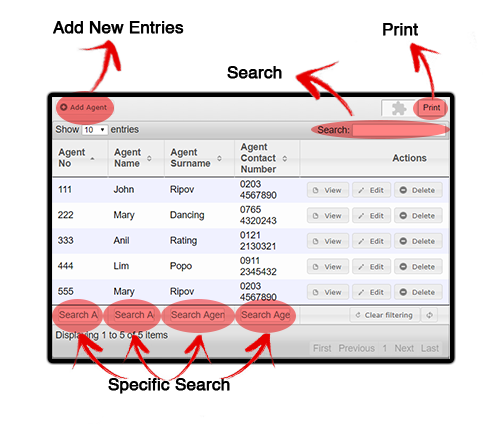 Add New Entries
Print
Search
Add Agent
Print
Show 10 entries
Search:
Agent No Agent Name Agent Surname Agent Contact Number Actions
111 John Ripov 0203 4567890 View Edit Delete
222 Mary Dancing 0765 4320243 View Edit Delete
333 Anil Rating 0121 2130321 View Edit Delete
444 Lim Popo 0911 2345432 View Edit Delete
555 Mary Ripov 0203 4567890 View Edit Delete
Search A Search A Search Agen Search Age Clear filtering
Displaying 1 to 5 of 5 items
First Previous 1 Next Last
Specific Search